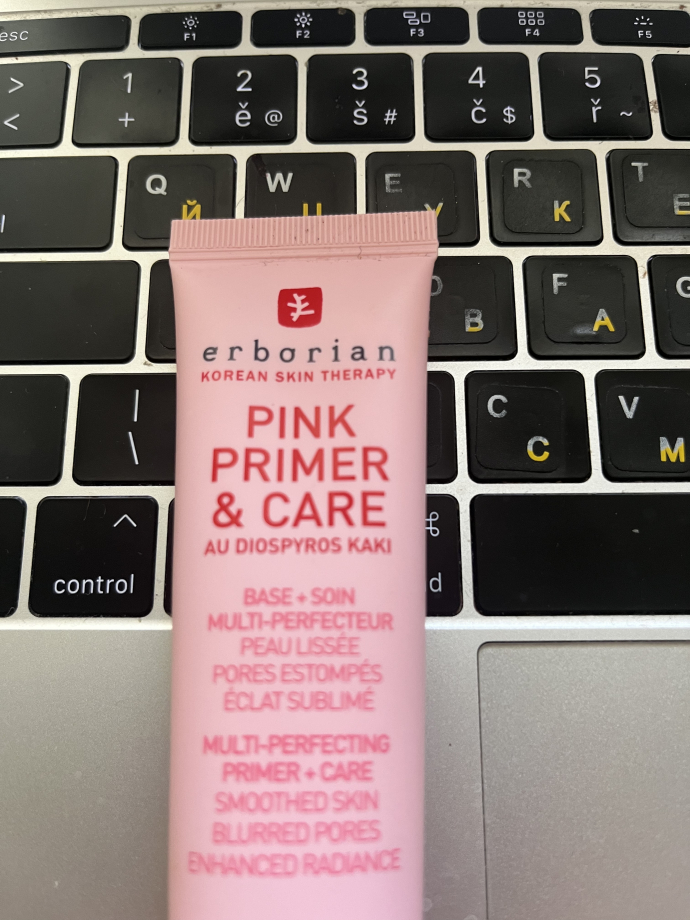 esc
F1
F2
F3
F4
F5
>
<
1
+
2
ě @
3
š #
4
č $
5
ř ~
Q
Й
W
E
У
R
К
T
Е
В
F
А
G
|
\
C
С
V
М
^
control
⌘
d
erborian
KOREAN SKIN THERAPY
PINK
PRIMER
& CARE
AU DIOSPYROS KAKI
BASE + SOIN
MULTI-PERFECTEUR
PEAU LISSÉE
PORES ESTOMPÉS
ÉCLAT SUBLIMÉ
MULTI-PERFECTING
PRIMER + CARE
SMOOTHED SKIN
BLURRED PORES
ENHANCED RADIANCE